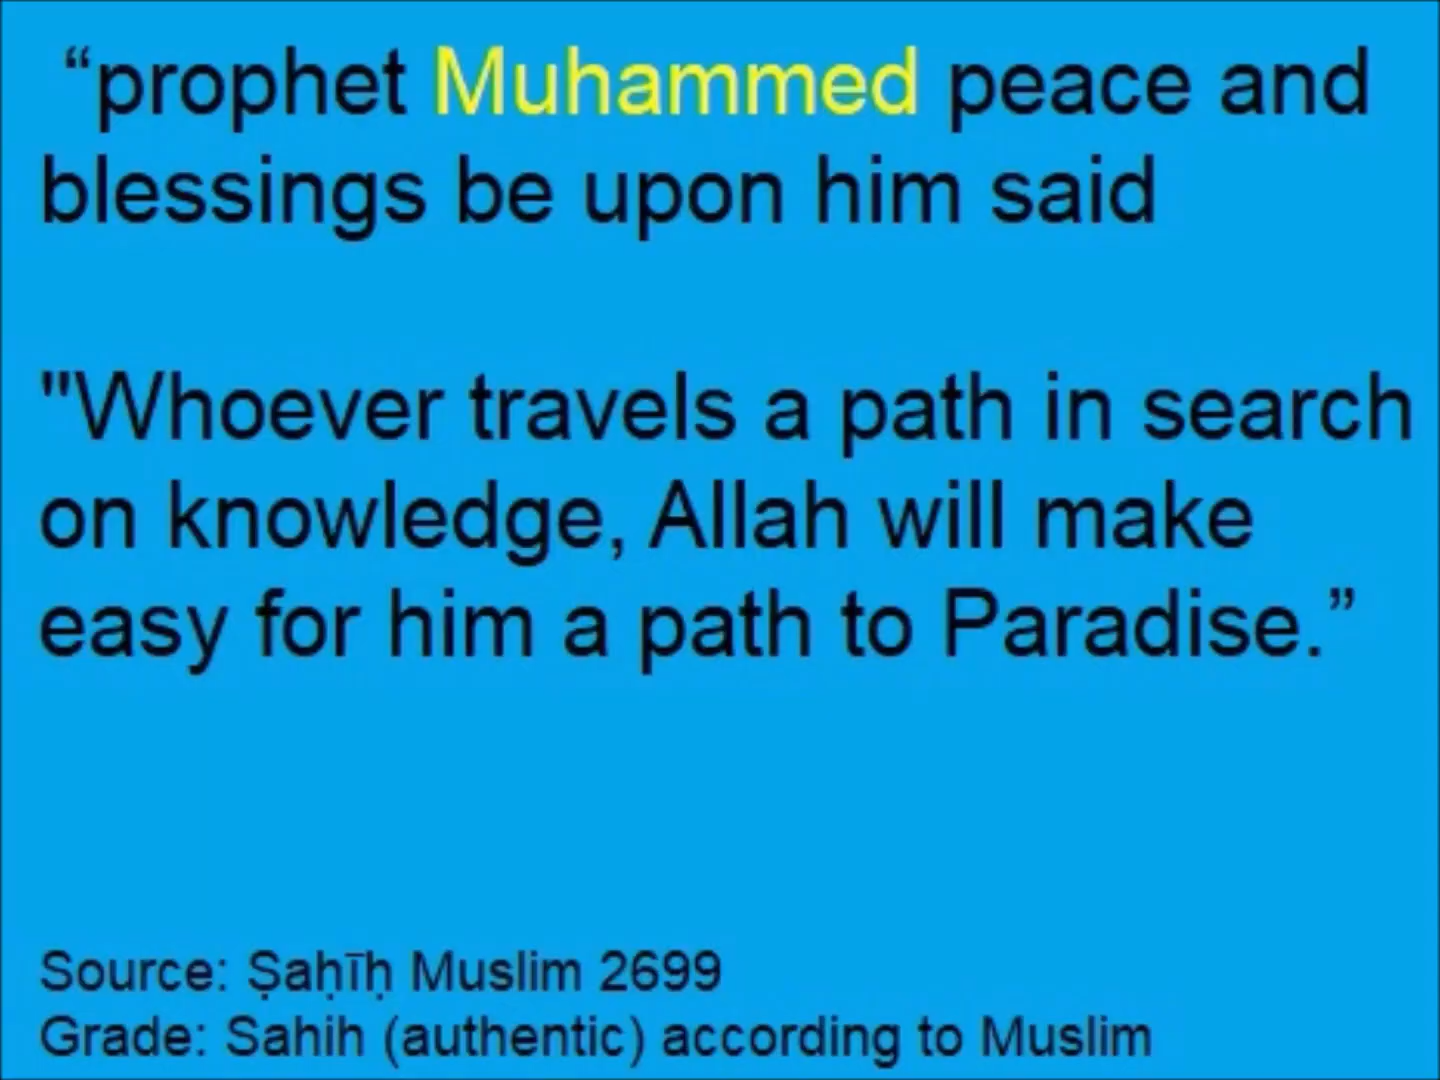 “prophet Muhammed peace and
blessings be upon him said
"Whoever travels a path in search
on knowledge, Allah will make
easy for him a path to Paradise.”
Source: Ṣaḥīḥ Muslim 2699
Grade: Sahih (authentic) according to Muslim